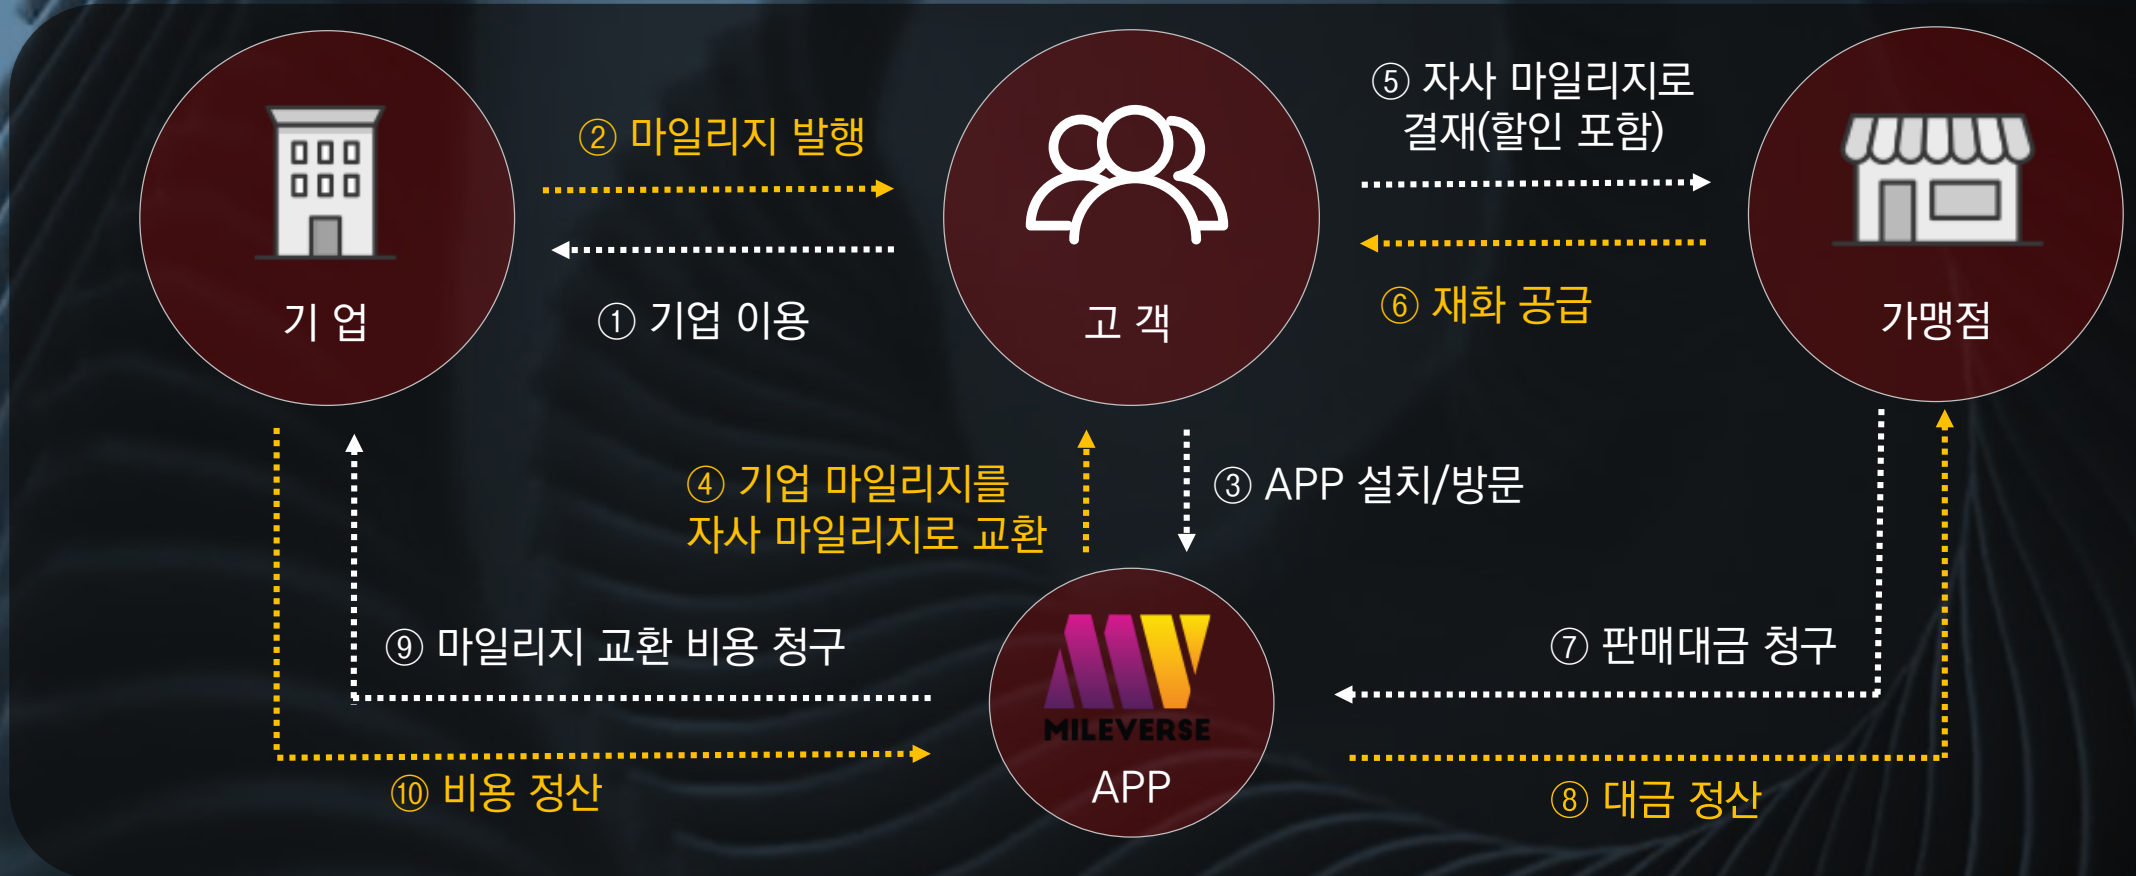 ② 마일리지 발행
① 기업 이용
기 업
고 객
⑤ 자사 마일리지로
결재(할인 포함)
⑥ 재화 공급
가맹점
④ 기업 마일리지를
자사 마일리지로 교환
③ APP 설치/방문
⑨ 마일리지 교환 비용 청구
⑩ 비용 정산
MILEVERSE
APP
⑦ 판매대금 청구
⑧ 대금 정산